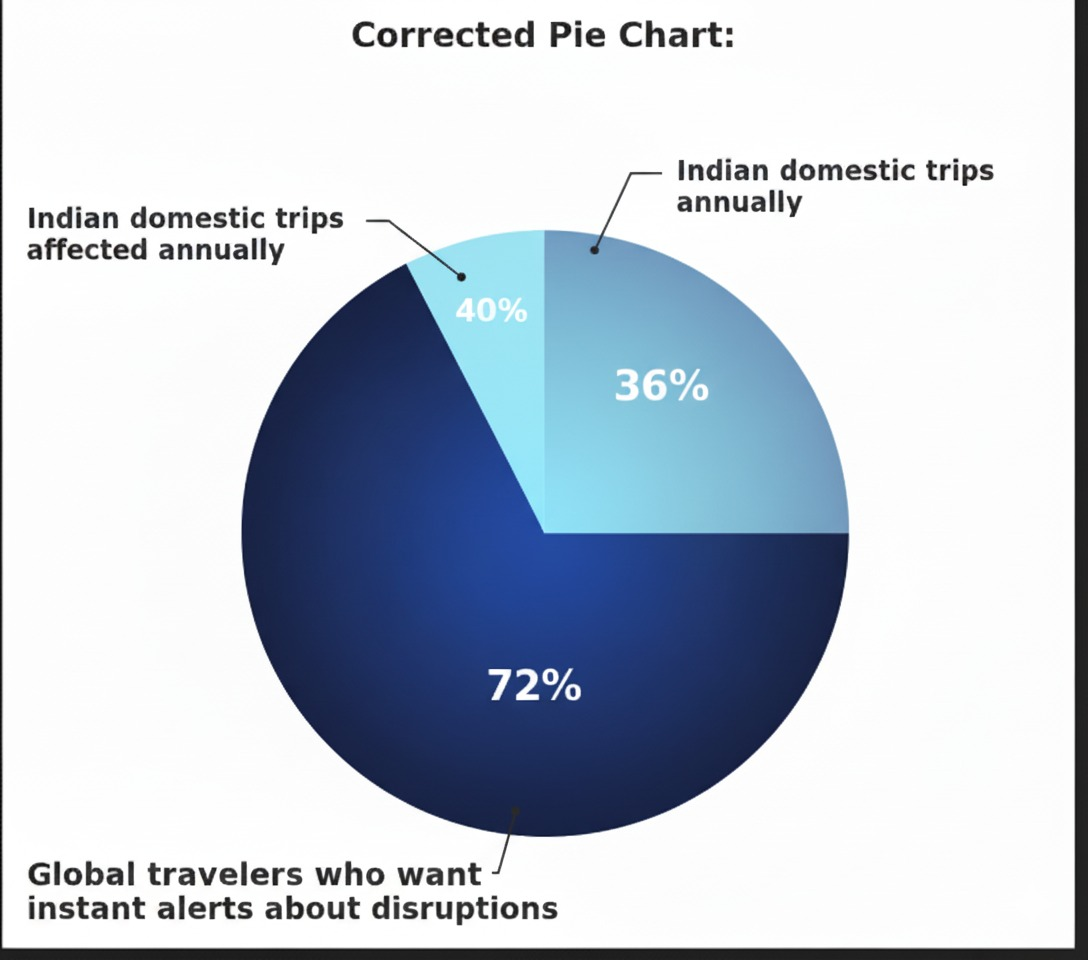 Corrected Pie Chart:
Indian domestic trips
annually
Indian domestic trips
affected annually
40%
36%
72%
Global travelers who want
instant alerts about disruptions